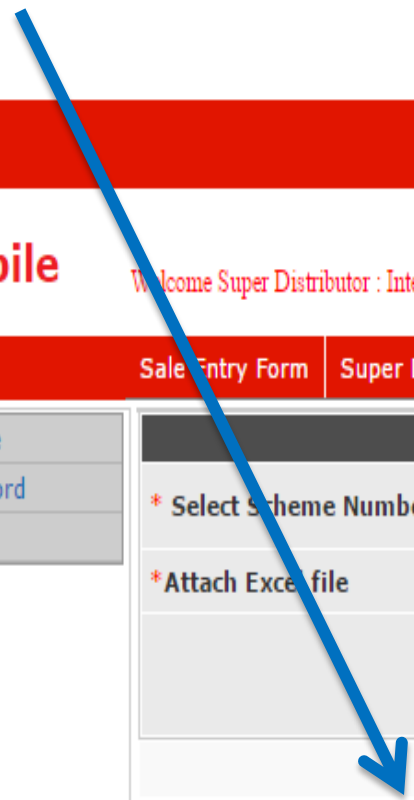 bile
Welcome Super Distributor : Inte
Sale Entry Form Super
e
ord
* Select Scheme Numbe
*Attach Excel file